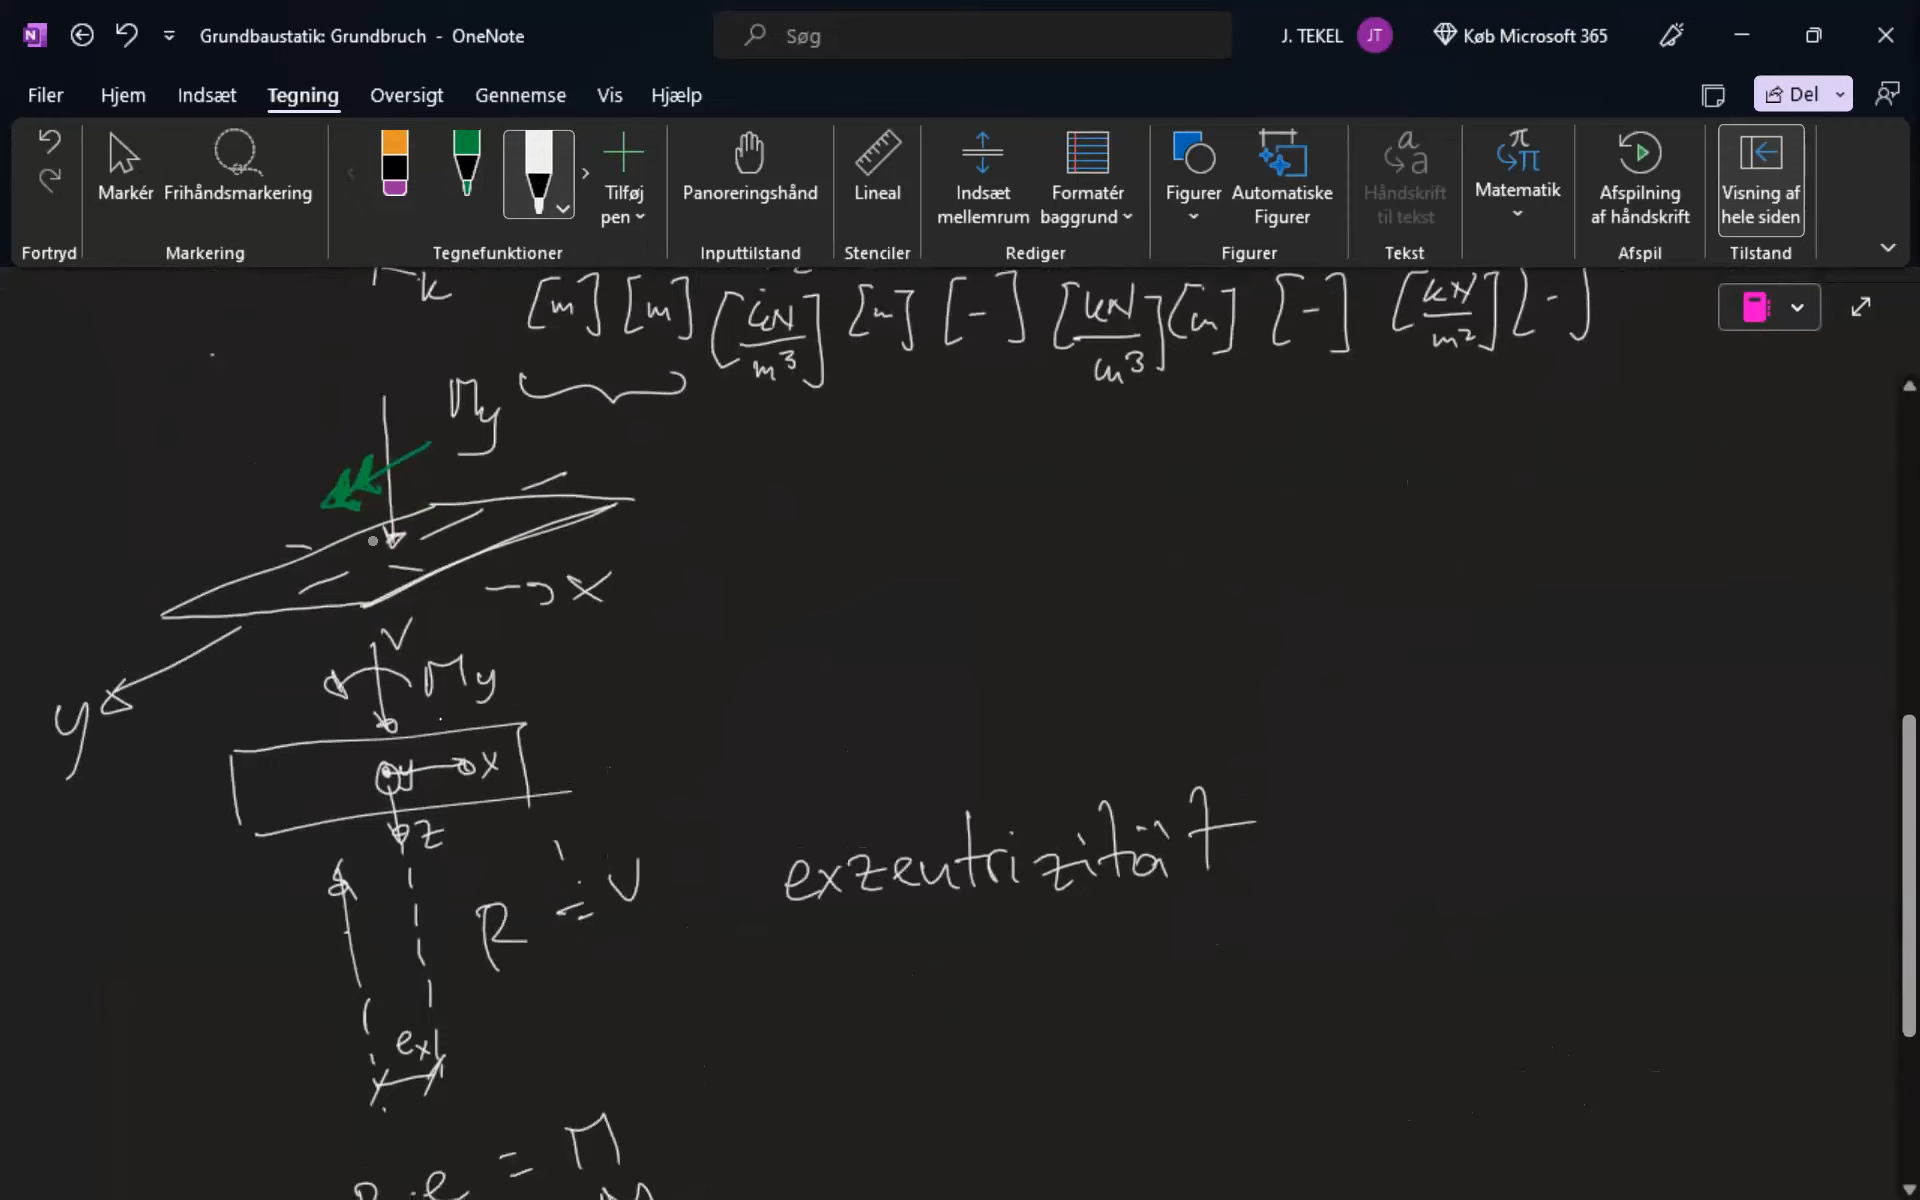 Grundbaustatik: Grundbruch - OneNote
Søg
J. TEKEL
JT
Køb Microsoft 365
Filer Hjem Indsæt Tegning Oversigt Gennemse Vis Hjælp
Del
Markér
Frihåndsmarkering
Tilføj pen
Panoreringshånd
Lineal
Indsæt mellemrum
Formatér baggrund
Figurer
Automatiske Figurer
Håndskrift til tekst
Matematik
Afspilning af håndskrift
Visning af hele siden
Fortryd
Markering
Tegnefunktioner
Inputtilstand
Stenciler
Rediger
Figurer
Tekst
Afspil
Tilstand
k
[m] [m] [kN/m³] [m] [-] [kN/m³] [m] [-] [kN/m²] [-]
My
→ x
y
V
My
y x
z
R = V
exzentrizität
ex
R · e = M